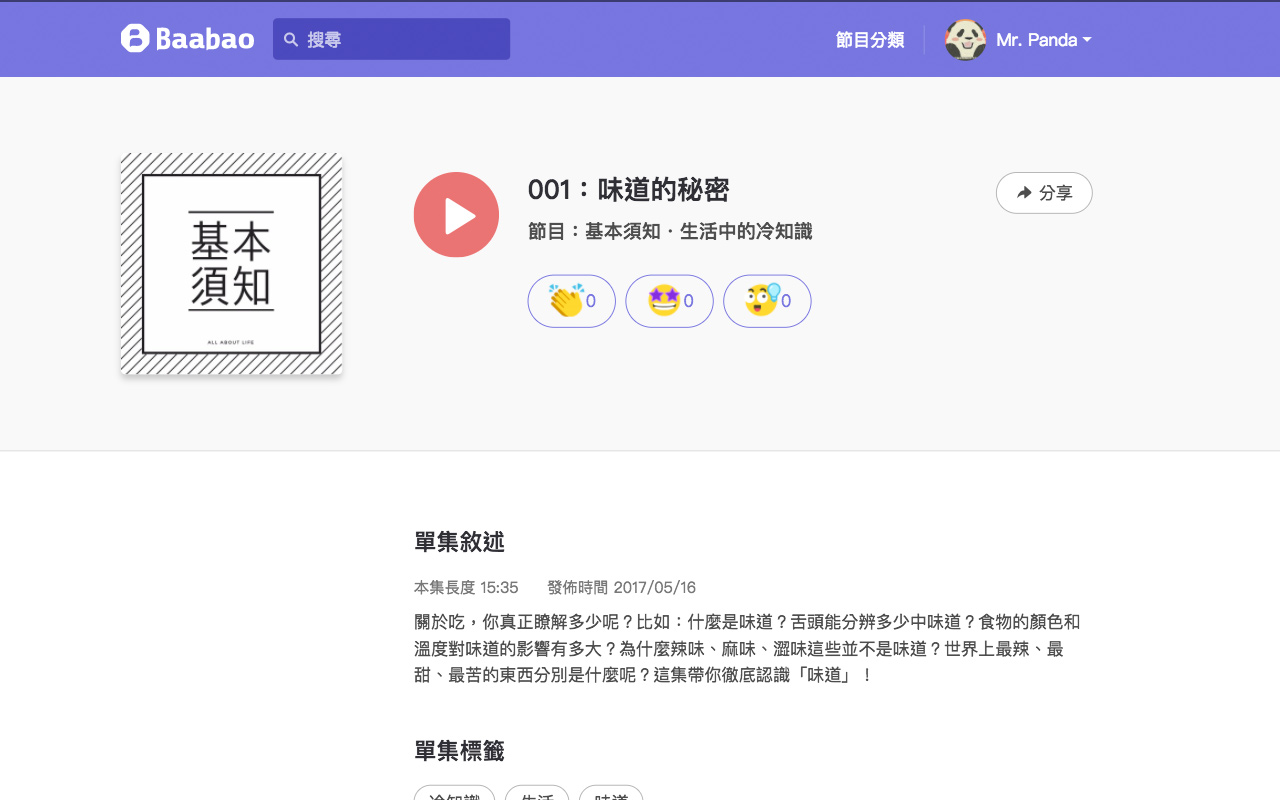 Baabao
搜尋
節目分類
Mr. Panda
基本
須知
ALL ABOUT LIFE
001：味道的秘密
節目：基本須知．生活中的冷知識
分享
0
0
0
單集敘述
本集長度 15:35 發佈時間 2017/05/16
關於吃，你真正瞭解多少呢？比如：什麼是味道？舌頭能分辨多少中味道？食物的顏色和
溫度對味道的影響有多大？為什麼辣味、麻味、澀味這些並不是味道？世界上最辣、最
甜、最苦的東西分別是什麼呢？這集帶你徹底認識「味道」！
單集標籤
冷知識
生活
味道